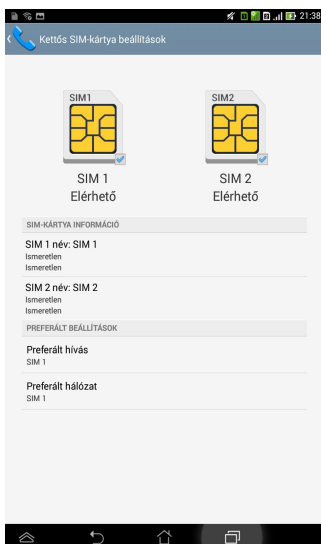 21:38
Kettős SIM-kártya beállítások
SIM1
SIM2
SIM 1
Elérhető
SIM 2
Elérhető
SIM-KÁRTYA INFORMÁCIÓ
SIM 1 név: SIM 1
Ismeretlen
Ismeretlen
SIM 2 név: SIM 2
Ismeretlen
Ismeretlen
PREFERÁLT BEÁLLÍTÁSOK
Preferált hívás
SIM 1
Preferált hálózat
SIM 1